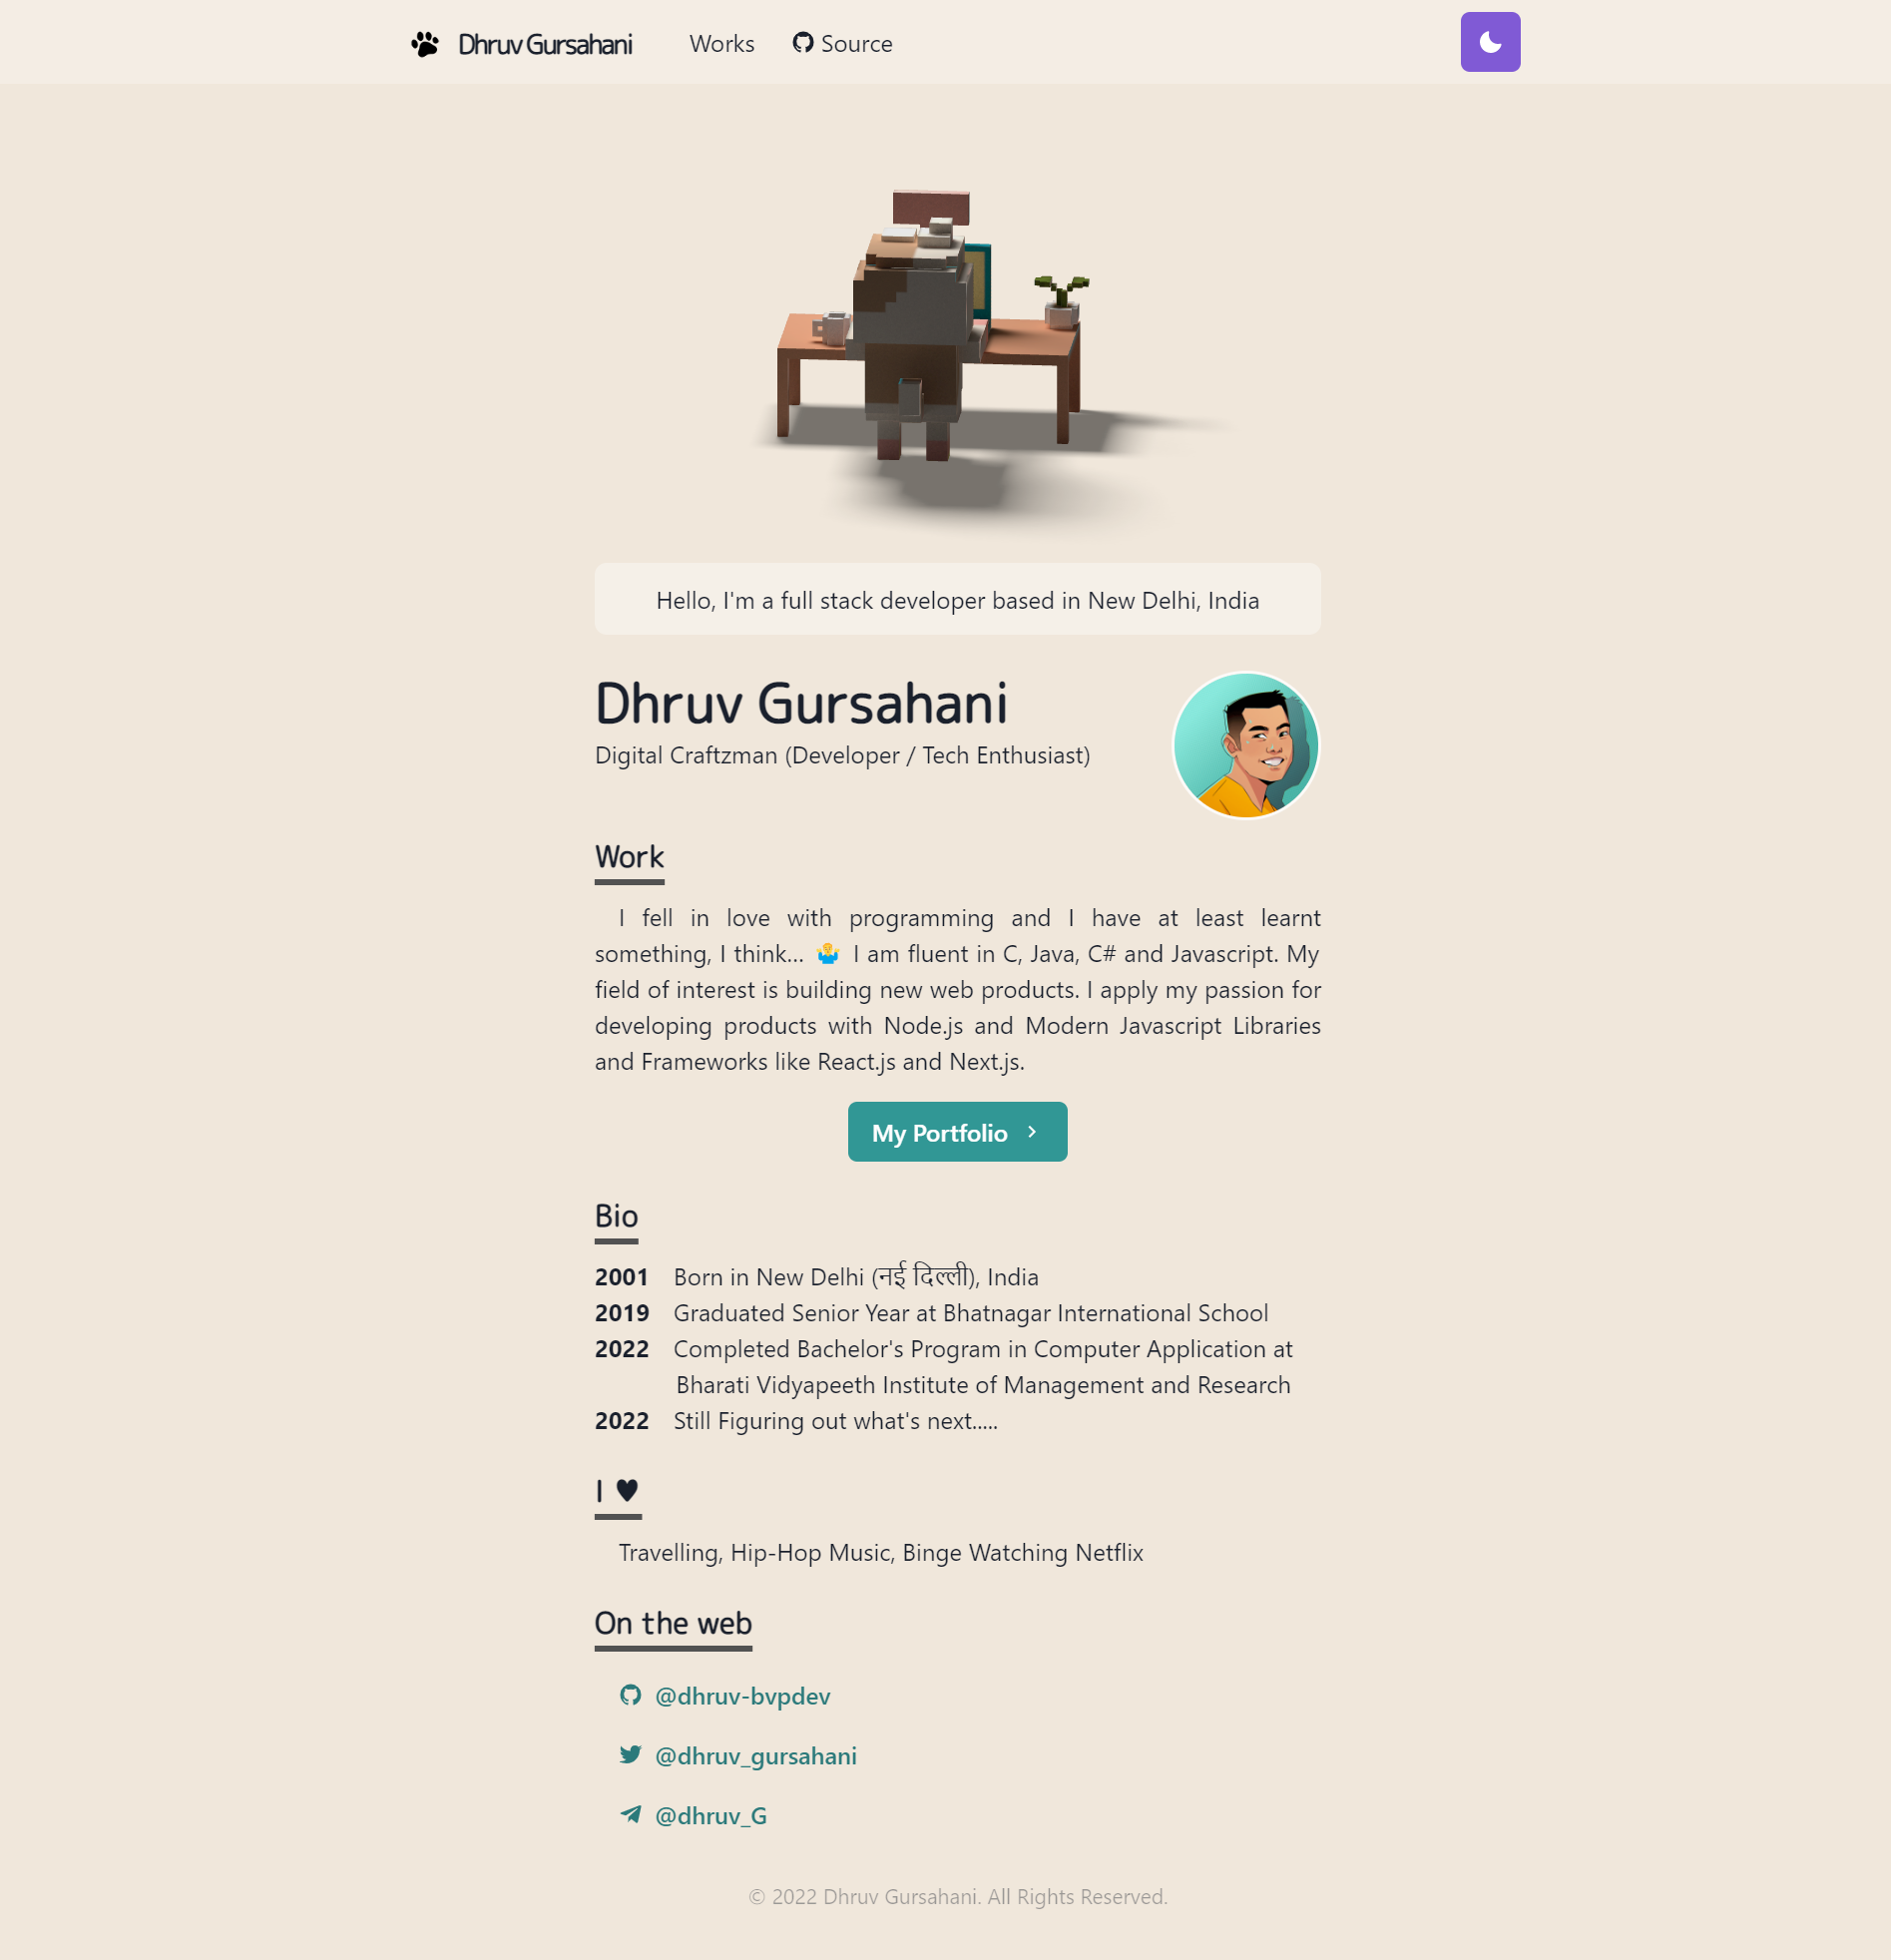 Dhruv Gursahani Works Source
Hello, I'm a full stack developer based in New Delhi, India
Dhruv Gursahani
Digital Craftzman (Developer / Tech Enthusiast)
Work
I fell in love with programming and I have at least learnt
something, I think... 🤷 I am fluent in C, Java, C# and Javascript. My
field of interest is building new web products. I apply my passion for
developing products with Node.js and Modern Javascript Libraries
and Frameworks like React.js and Next.js.
My Portfolio
Bio
2001 Born in New Delhi (नई दिल्ली), India
2019 Graduated Senior Year at Bhatnagar International School
2022 Completed Bachelor's Program in Computer Application at
Bharati Vidyapeeth Institute of Management and Research
2022 Still Figuring out what's next.....
I ♥
Travelling, Hip-Hop Music, Binge Watching Netflix
On the web
@dhruv-bvpdev
@dhruv_gursahani
@dhruv_G
© 2022 Dhruv Gursahani. All Rights Reserved.